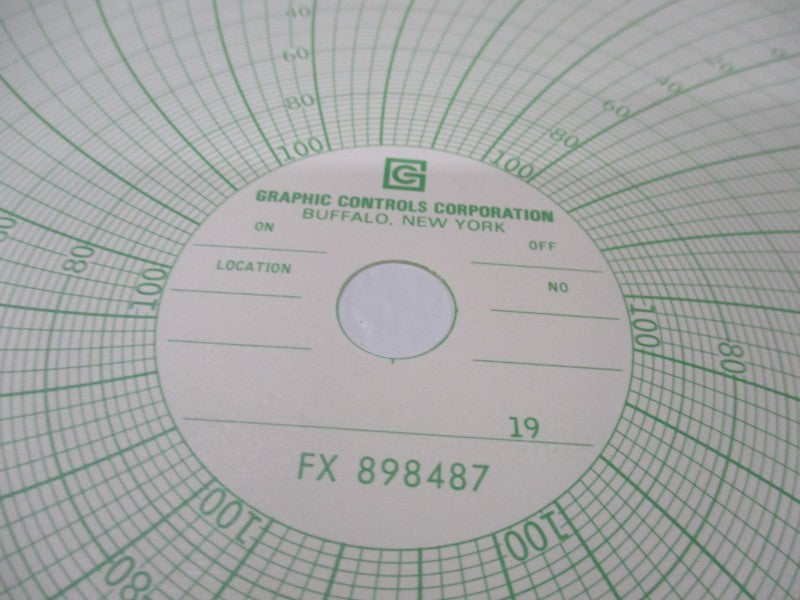 40
60
80
100
20
40
60
80
100
GC
GRAPHIC CONTROLS CORPORATION
BUFFALO, NEW YORK
ON
OFF
LOCATION
NO
80
100
100
80
19
FX 898487
100
80
100